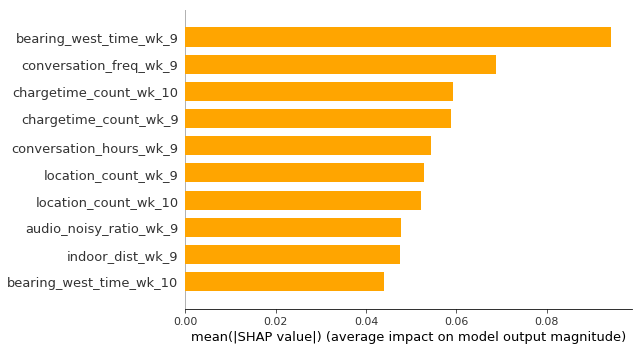 bearing_west_time_wk_9
conversation_freq_wk_9
chargetime_count_wk_10
chargetime_count_wk_9
conversation_hours_wk_9
location_count_wk_9
location_count_wk_10
audio_noisy_ratio_wk_9
indoor_dist_wk_9
bearing_west_time_wk_10
0.00 0.02 0.04 0.06 0.08
mean(|SHAP value|) (average impact on model output magnitude)